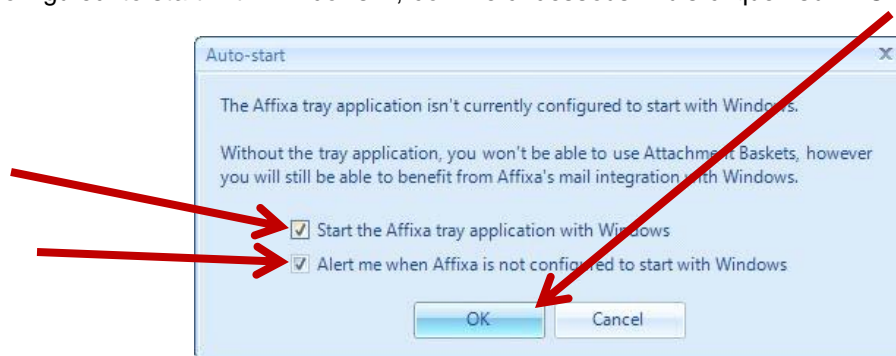 Auto-start
The Affixa tray application isn't currently configured to start with Windows.
Without the tray application, you won't be able to use Attachment Baskets, however
you will still be able to benefit from Affixa's mail integration with Windows.
Start the Affixa tray application with Windows
Alert me when Affixa is not configured to start with Windows
OK Cancel